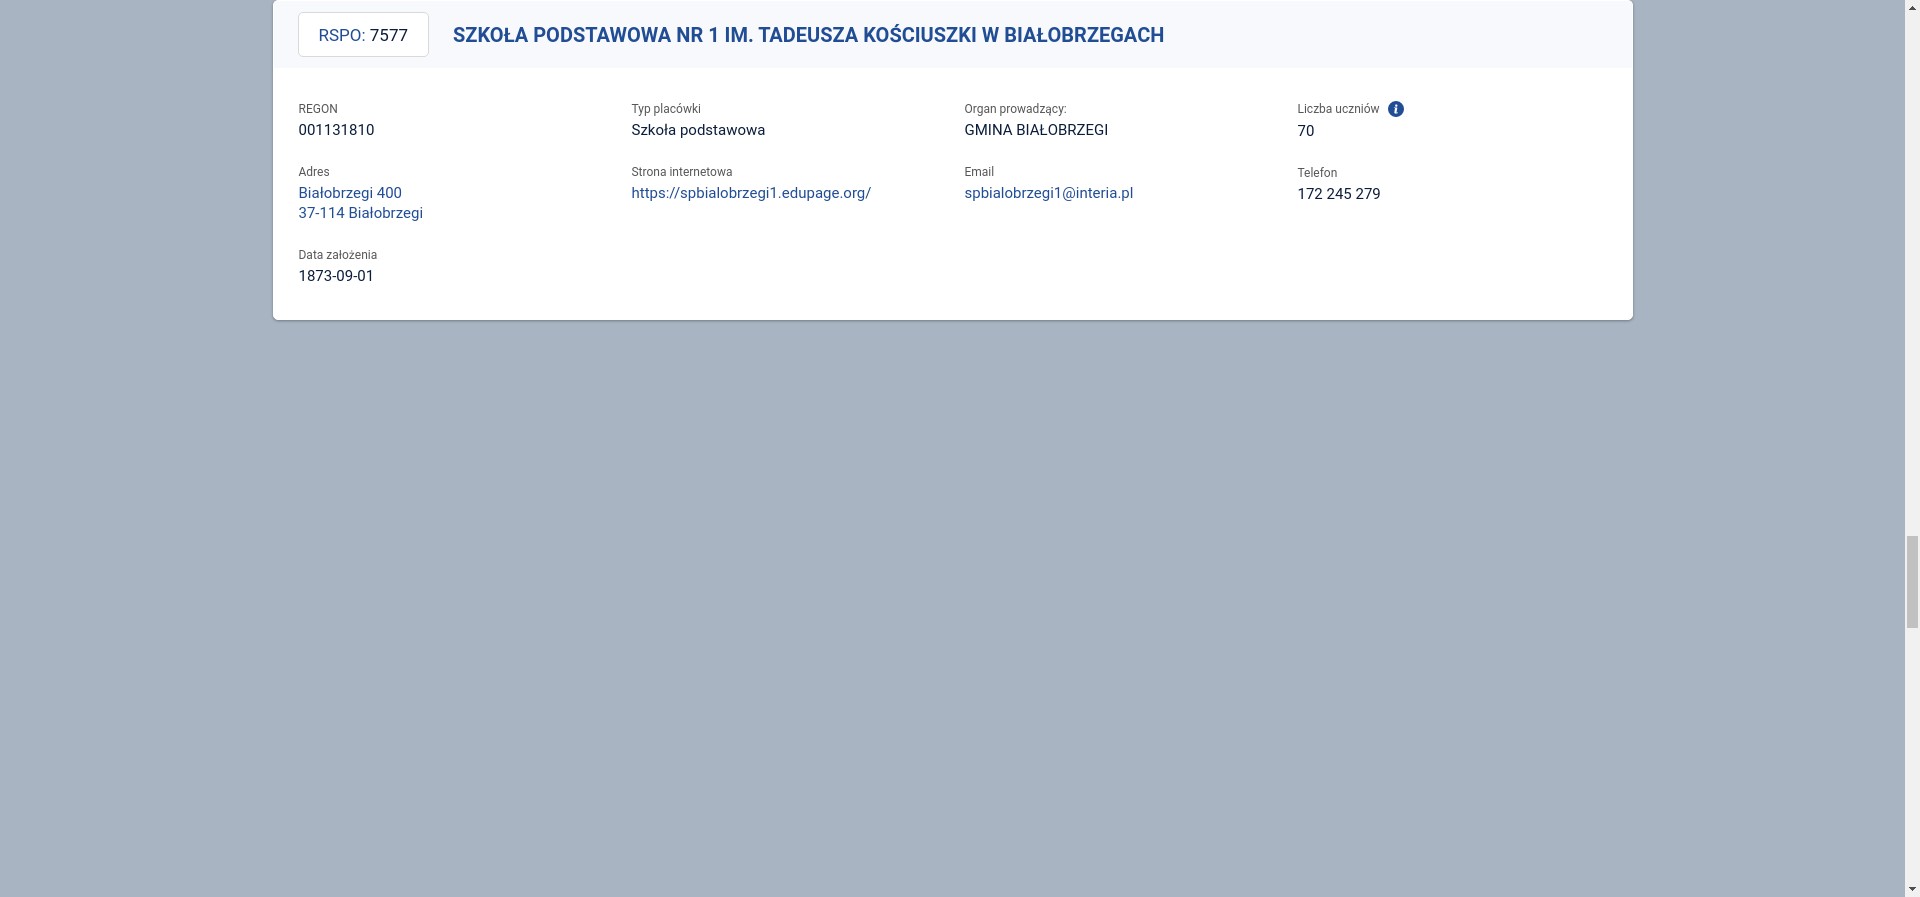 RSPO: 7577
SZKOŁA PODSTAWOWA NR 1 IM. TADEUSZA KOŚCIUSZKI W BIAŁOBRZEGACH
REGON
001131810
Typ placówki
Szkoła podstawowa
Organ prowadzący:
GMINA BIAŁOBRZEGI
Liczba uczniów i
70
Adres
Białobrzegi 400
37-114 Białobrzegi
Strona internetowa
https://spbialobrzegi1.edupage.org/
Email
spbialobrzegi1@interia.pl
Telefon
172 245 279
Data założenia
1873-09-01